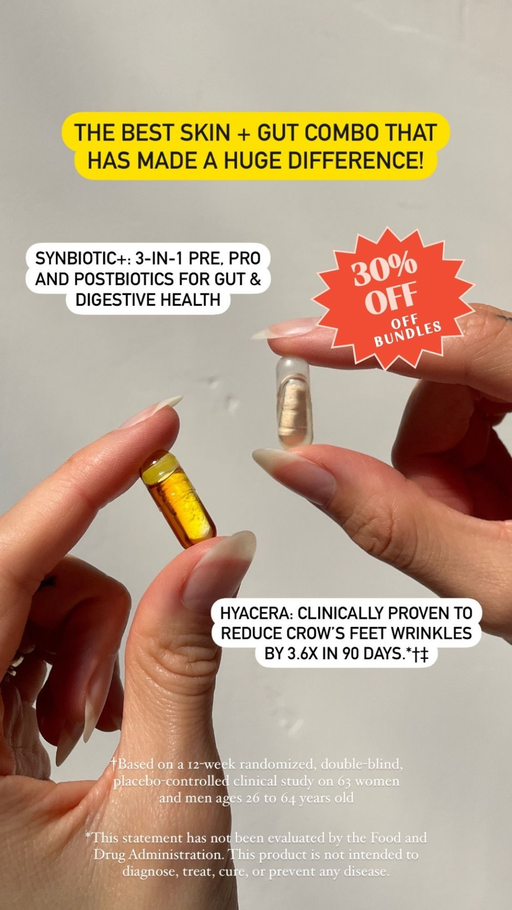 THE BEST SKIN + GUT COMBO THAT
HAS MADE A HUGE DIFFERENCE!
SYNBIOTIC+: 3-IN-1 PRE, PRO
AND POSTBIOTICS FOR GUT &
DIGESTIVE HEALTH
30%
OFF
OFF
BUNDLES
HYACERA: CLINICALLY PROVEN TO
REDUCE CROW'S FEET WRINKLES
BY 3.6X IN 90 DAYS.*†‡
†Based on a 12-week randomized, double-blind,
placebo-controlled clinical study on 63 women
and men ages 26 to 64 years old
*This statement has not been evaluated by the Food and
Drug Administration. This product is not intended to
diagnose, treat, cure, or prevent any disease.